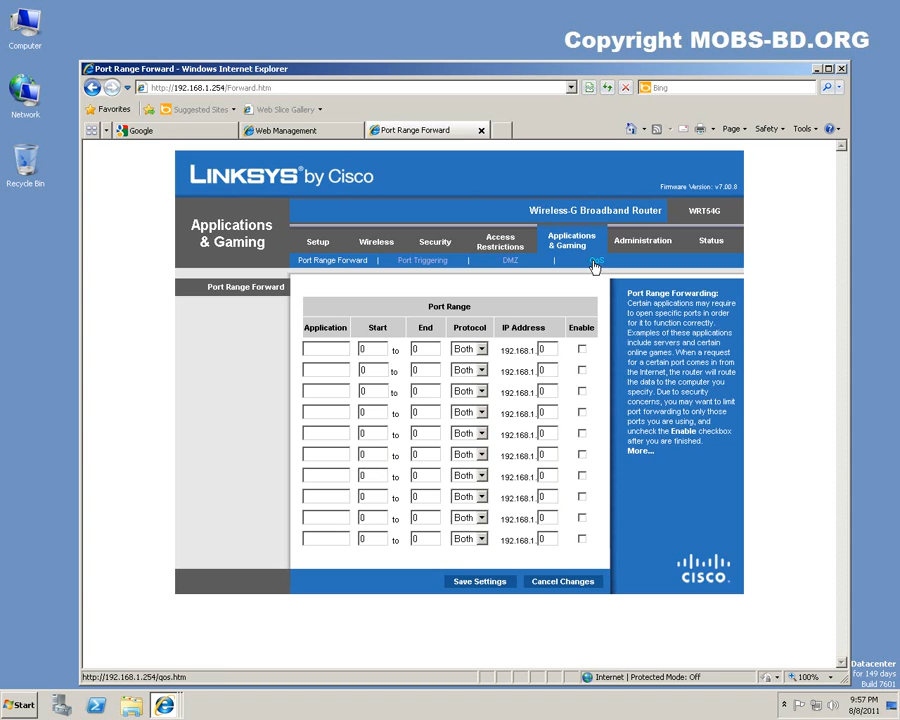 Computer
Network
Recycle Bin
Copyright MOBS-BD.ORG
Port Range Forward - Windows Internet Explorer
http://192.168.1.254/Forward.htm
Bing
Favorites
Suggested Sites
Web Slice Gallery
Google
Web Management
Port Range Forward
Page
Safety
Tools
LINKSYS® by Cisco
Firmware Version: v7.00.8
Wireless-G Broadband Router
WRT54G
Applications
& Gaming
Setup
Wireless
Security
Access
Restrictions
Applications
& Gaming
Administration
Status
Port Range Forward | Port Triggering | DMZ | QoS
Port Range Forward
Port Range
Application Start End Protocol IP Address Enable
0 to 0 Both 192.168.1. 0
0 to 0 Both 192.168.1. 0
0 to 0 Both 192.168.1. 0
0 to 0 Both 192.168.1. 0
0 to 0 Both 192.168.1. 0
0 to 0 Both 192.168.1. 0
0 to 0 Both 192.168.1. 0
0 to 0 Both 192.168.1. 0
0 to 0 Both 192.168.1. 0
0 to 0 Both 192.168.1. 0
Port Range Forwarding:
Certain applications may require
to open specific ports in order
for it to function correctly.
Examples of these applications
include servers and certain
online games. When a request
for a certain port comes in from
the Internet, the router will route
the data to the computer you
specify. Due to security
concerns, you may want to limit
port forwarding to only those
ports you are using, and
uncheck the Enable checkbox
after you are finished.
More...
CISCO.
Save Settings
Cancel Changes
http://192.168.1.254/qos.htm
Internet | Protected Mode: Off
100%
Datacenter
for 149 days
Build 7601
Start
9:57 PM
8/8/2011